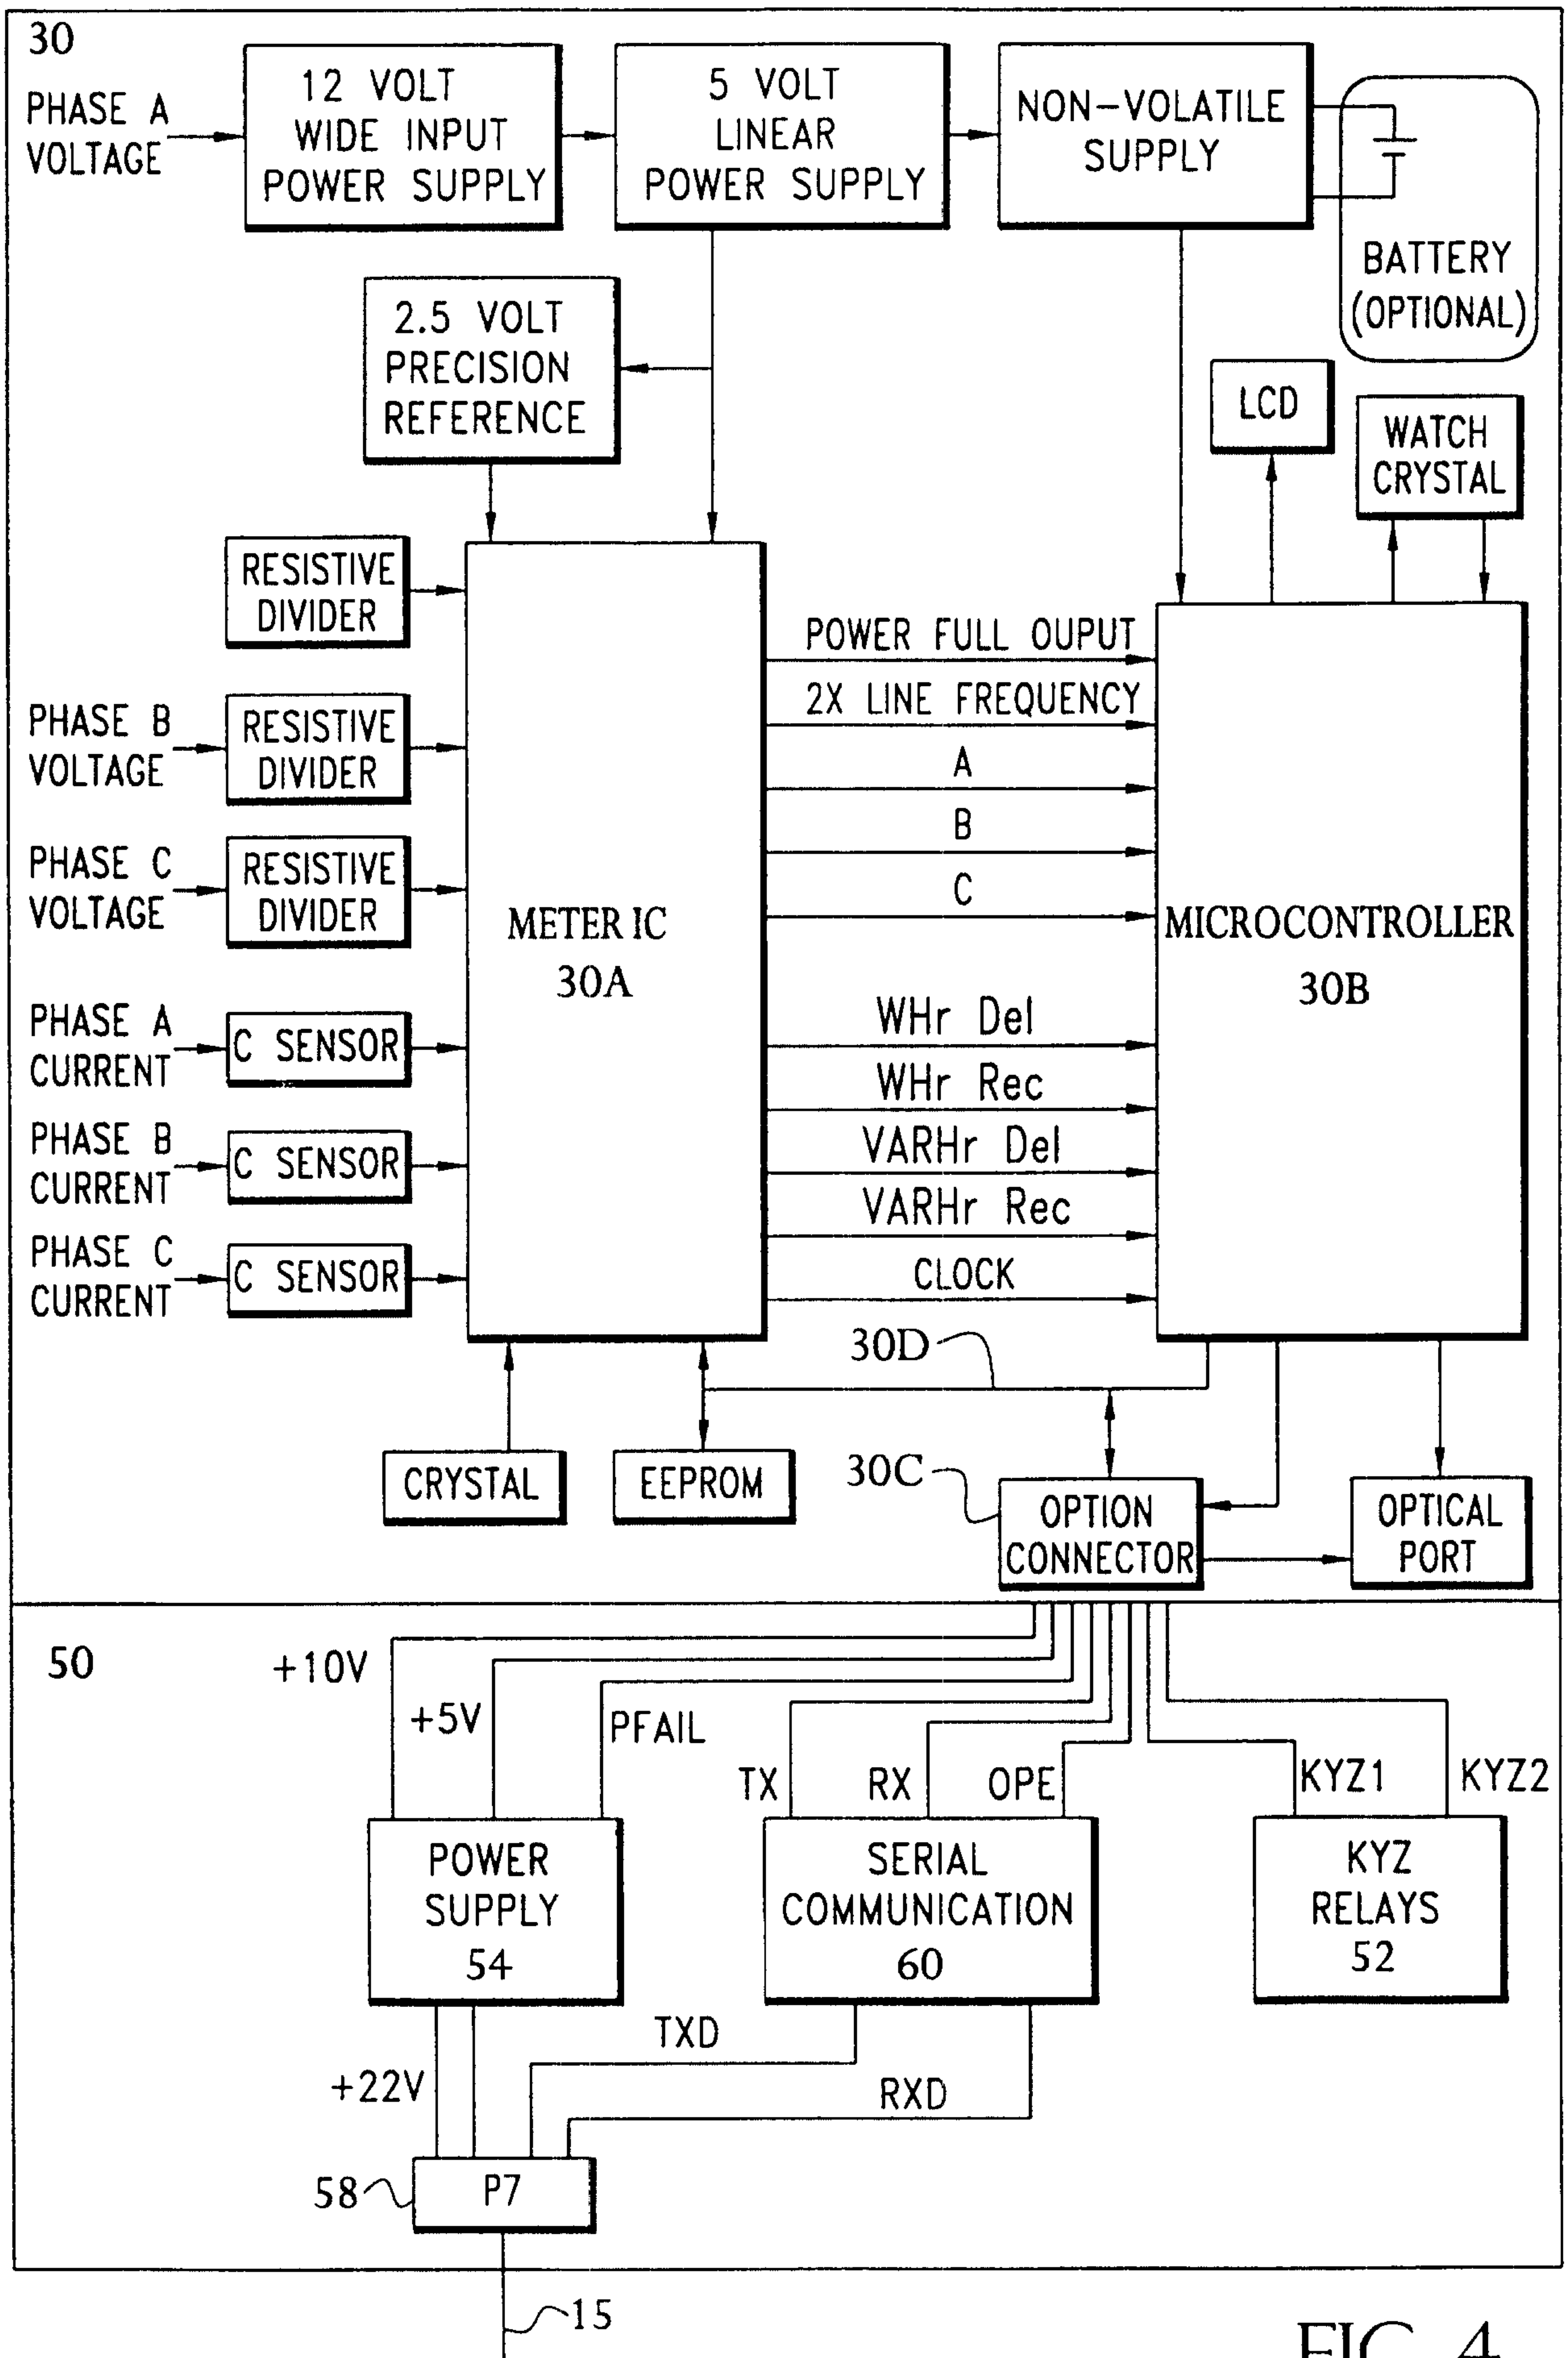 30
PHASE A
VOLTAGE
12 VOLT
WIDE INPUT
POWER SUPPLY
5 VOLT
LINEAR
POWER SUPPLY
NON-VOLATILE
SUPPLY
BATTERY
(OPTIONAL)
2.5 VOLT
PRECISION
REFERENCE
LCD
WATCH
CRYSTAL
RESISTIVE
DIVIDER
PHASE B
VOLTAGE
RESISTIVE
DIVIDER
PHASE C
VOLTAGE
RESISTIVE
DIVIDER
PHASE A
CURRENT
C SENSOR
PHASE B
CURRENT
C SENSOR
PHASE C
CURRENT
C SENSOR
METER IC
30A
POWER FULL OUPUT
2X LINE FREQUENCY
A
B
C
WHr Del
WHr Rec
VARHr Del
VARHr Rec
CLOCK
MICROCONTROLLER
30B
30D
CRYSTAL
EEPROM
30C
OPTION
CONNECTOR
OPTICAL
PORT
50
+10V
+5V
PFAIL
TX
RX
OPE
KYZ1
KYZ2
POWER
SUPPLY
54
SERIAL
COMMUNICATION
60
KYZ
RELAYS
52
TXD
+22V
RXD
58
P7
15
FIG. 4